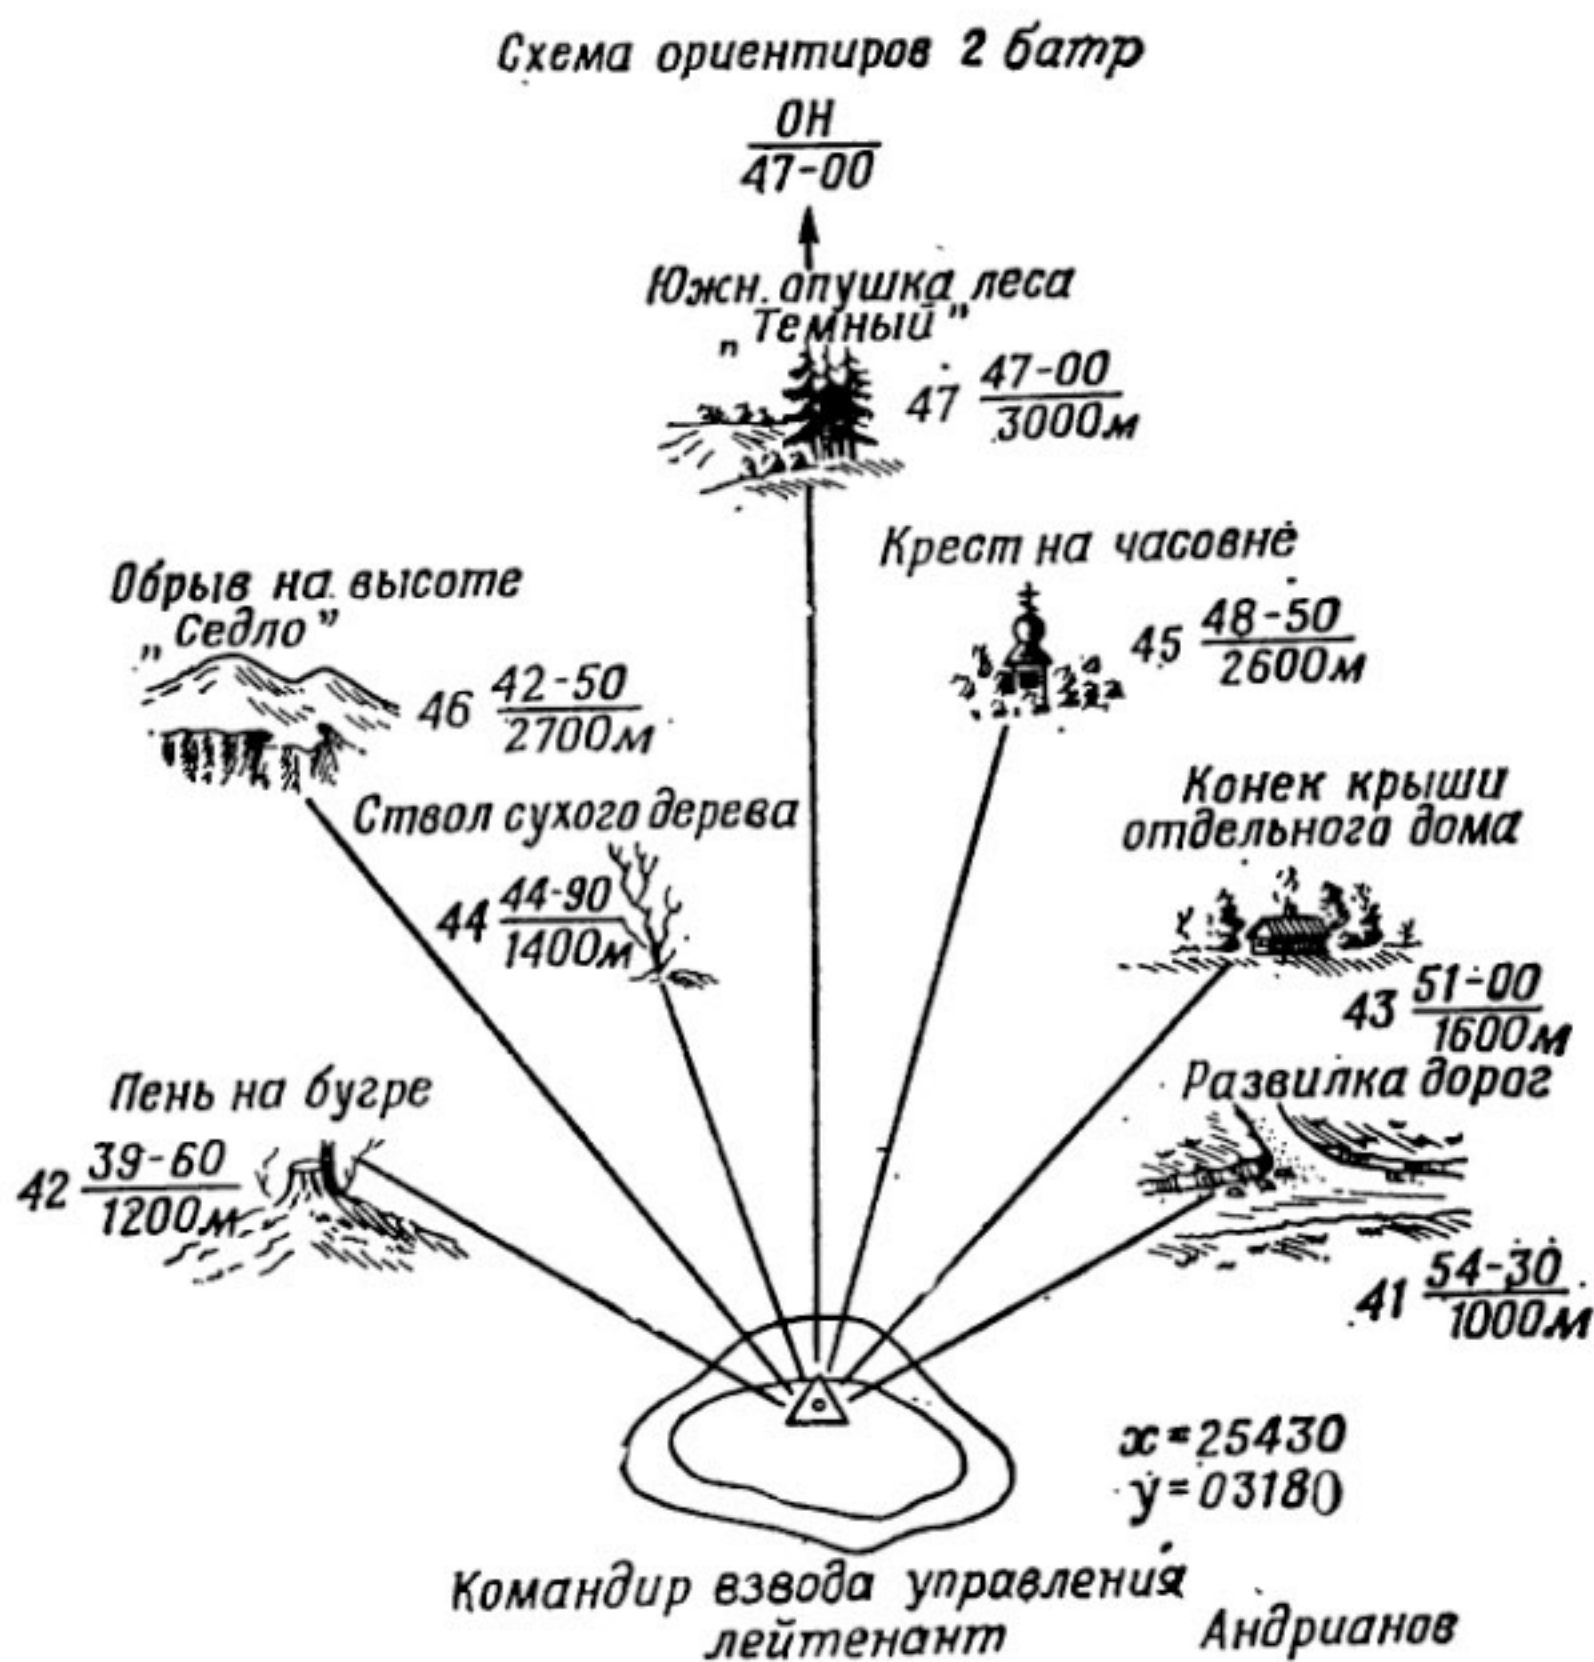 Схема ориентиров 2 батр
ОН
47-00
Южн. опушка леса
„Темный”
47 47-00
3000м
Крест на часовне
45 48-50
2600м
Обрыв на высоте
„Седло”
46 42-50
2700м
Ствол сухого дерева
44 44-90
1400м
Конек крыши
отдельного дома
43 51-00
1600м
Пень на бугре
42 39-60
1200м
Развилка дорог
41 54-30
1000м
x=25430
y=03180
Командир взвода управления
лейтенант Андрианов